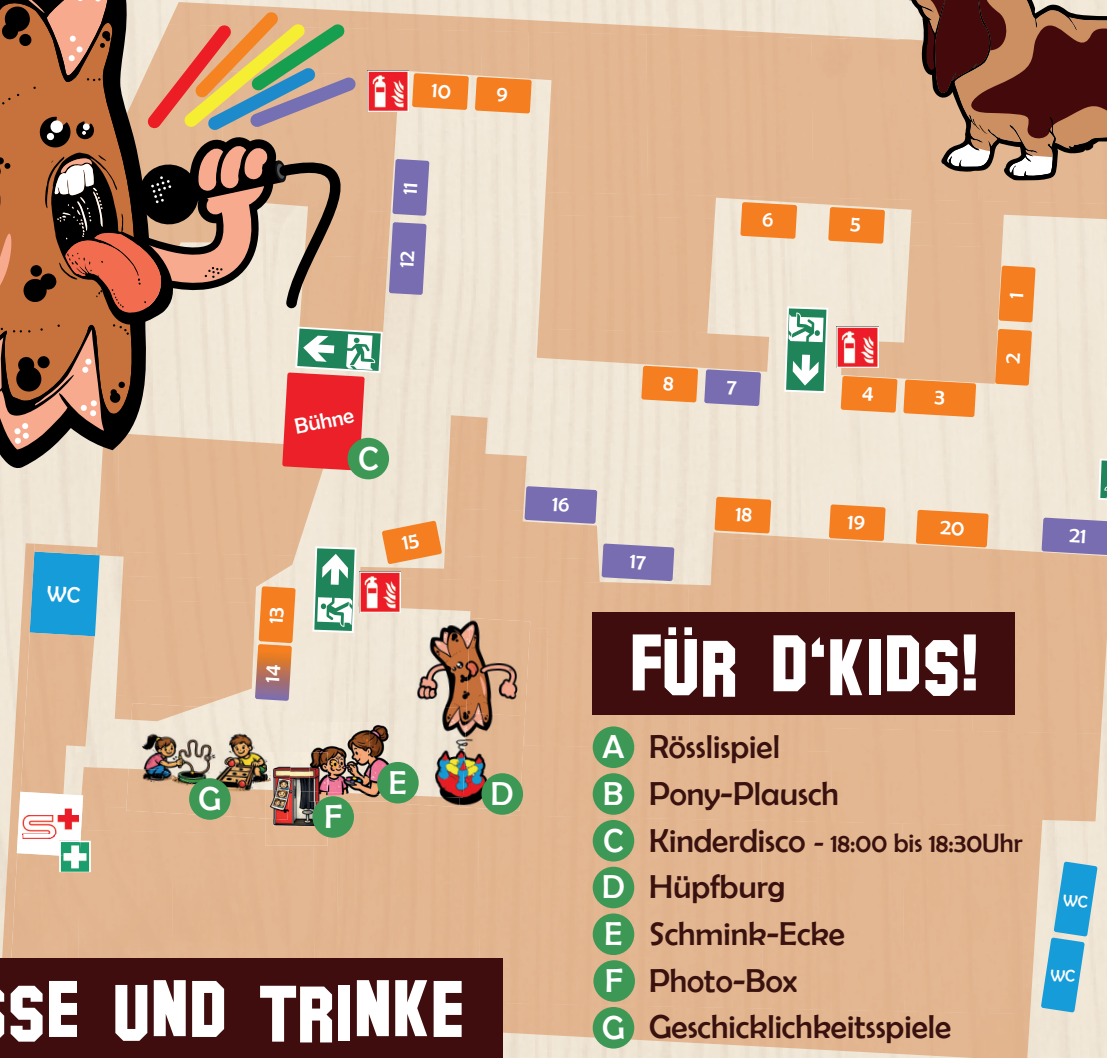 10
9
11
12
6
5
1
2
8
7
4
3
Bühne
C
16
18
19
20
21
15
17
WC
13
14
FÜR D‘KIDS!
A Rösslispiel
B Pony-Plausch
C Kinderdisco - 18:00 bis 18:30Uhr
D Hüpfburg
E Schmink-Ecke
F Photo-Box
G Geschicklichkeitsspiele
E
D
G
F
S+
WC
WC
SSE UND TRINKE